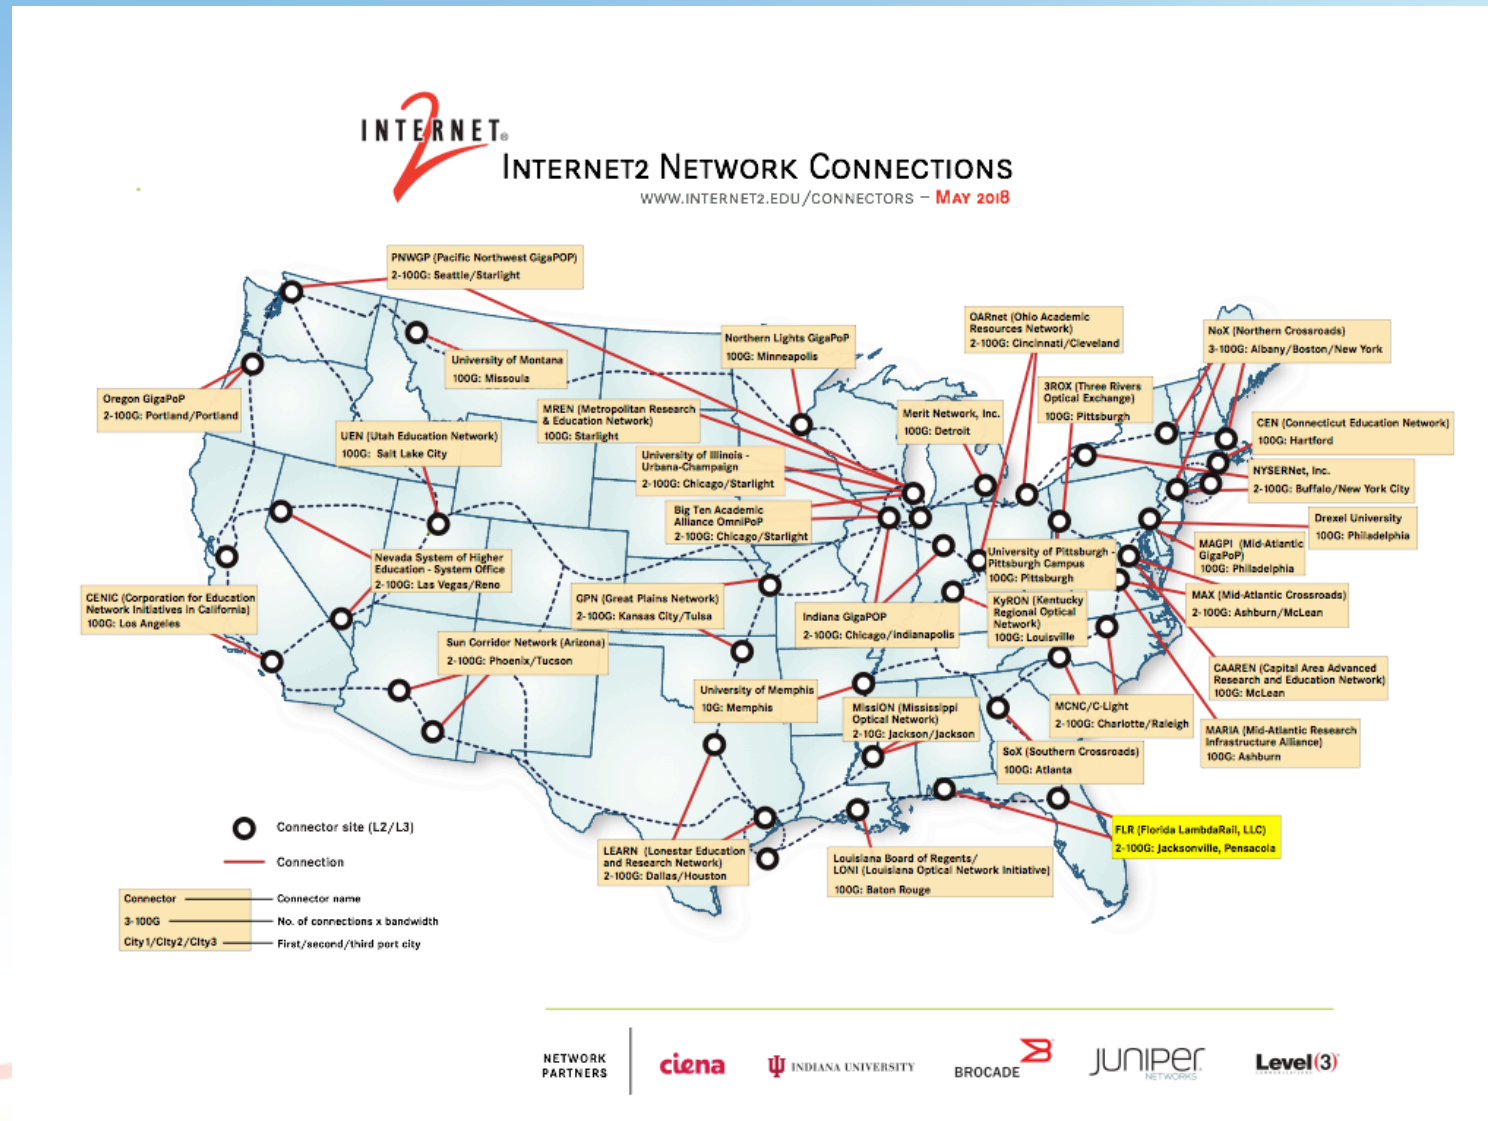 INTERNET®
2
INTERNET2 NETWORK CONNECTIONS
WWW.INTERNET2.EDU/CONNECTORS – MAY 2018
PNWGP (Pacific Northwest GigaPOP)
2-100G: Seattle/Starlight
University of Montana
100G: Missoula
Oregon GigaPoP
2-100G: Portland/Portland
UEN (Utah Education Network)
100G: Salt Lake City
Northern Lights GigaPoP
100G: Minneapolis
MREN (Metropolitan Research
& Education Network)
100G: Starlight
University of Illinois -
Urbana-Champaign
2-100G: Chicago/Starlight
Big Ten Academic
Alliance OmniPoP
2-100G: Chicago/Starlight
Merit Network, Inc.
100G: Detroit
OARnet (Ohio Academic
Resources Network)
2-100G: Cincinnati/Cleveland
3ROX (Three Rivers
Optical Exchange)
100G: Pittsburgh
NoX (Northern Crossroads)
3-100G: Albany/Boston/New York
CEN (Connecticut Education Network)
100G: Hartford
NYSERNet, Inc.
2-100G: Buffalo/New York City
Drexel University
100G: Philadelphia
MAGPI (Mid-Atlantic
GigaPoP)
100G: Philadelphia
MAX (Mid-Atlantic Crossroads)
2-100G: Ashburn/McLean
CAAREN (Capital Area Advanced
Research and Education Network)
100G: McLean
MARIA (Mid-Atlantic Research
Infrastructure Alliance)
100G: Ashburn
University of Pittsburgh -
Pittsburgh Campus
100G: Pittsburgh
KyRON (Kentucky
Regional Optical
Network)
100G: Louisville
Nevada System of Higher
Education - System Office
2-100G: Las Vegas/Reno
CENIC (Corporation for Education
Network Initiatives in California)
100G: Los Angeles
GPN (Great Plains Network)
2-100G: Kansas City/Tulsa
Indiana GigaPOP
2-100G: Chicago/indianapolis
Sun Corridor Network (Arizona)
2-100G: Phoenix/Tucson
University of Memphis
10G: Memphis
MissiON (Mississippi
Optical Network)
2-10G: Jackson/Jackson
MCNC/C-Light
2-100G: Charlotte/Raleigh
SoX (Southern Crossroads)
100G: Atlanta
FLR (Florida LambdaRail, LLC)
2-100G: Jacksonville, Pensacola
LEARN (Lonestar Education
and Research Network)
2-100G: Dallas/Houston
Louisiana Board of Regents/
LONI (Louisiana Optical Network Initiative)
100G: Baton Rouge
Connector site (L2/L3)
Connection
Connector
Connector name
3-100G
No. of connections x bandwidth
City1/CIty2/CIty3
First/second/third port city
NETWORK
PARTNERS
ciena
INDIANA UNIVERSITY
BROCADE
JUNIPER
NETWORKS
Level(3)